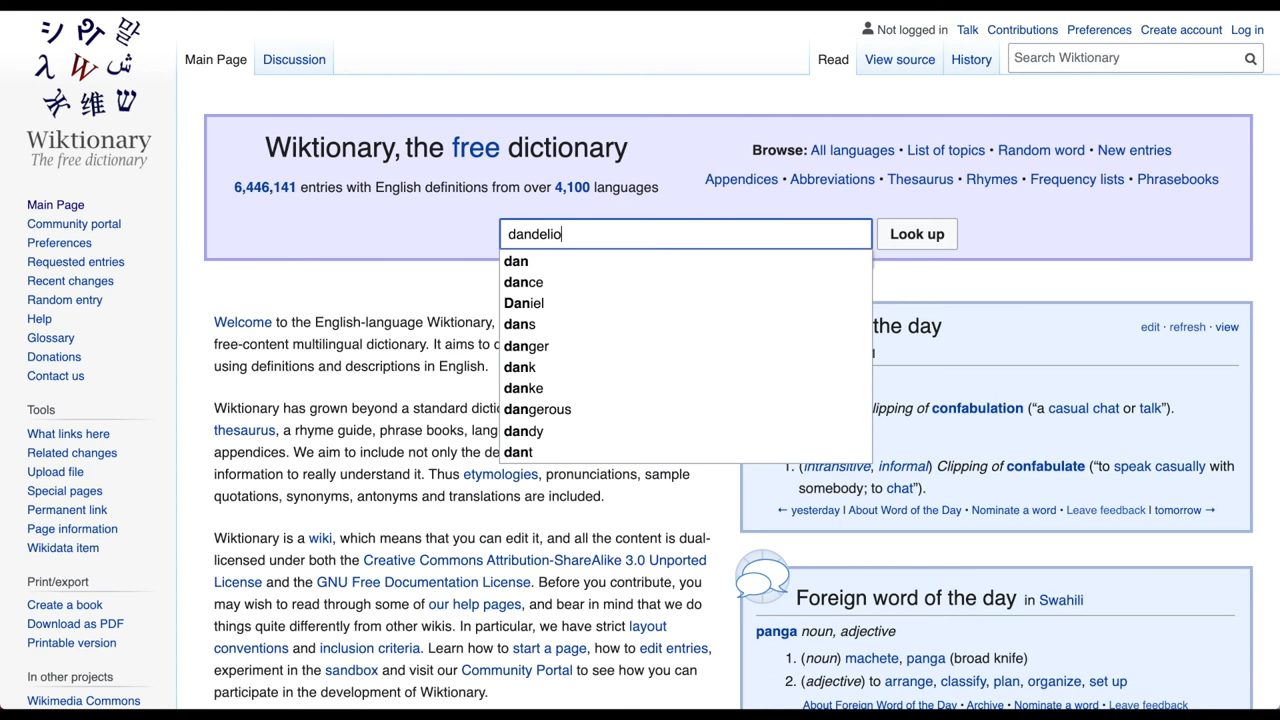 シ
맙
λ
W
ش
维
ש
Wiktionary
The free dictionary
Main Page
Community portal
Preferences
Requested entries
Recent changes
Random entry
Help
Glossary
Donations
Contact us
Tools
What links here
Related changes
Upload file
Special pages
Permanent link
Page information
Wikidata item
Print/export
Create a book
Download as PDF
Printable version
In other projects
Wikimedia Commons
Not logged in Talk Contributions Preferences Create account Log in
Main Page Discussion Read View source History Search Wiktionary
Wiktionary, the free dictionary
6,446,141 entries with English definitions from over 4,100 languages
Browse: All languages • List of topics • Random word • New entries
Appendices • Abbreviations • Thesaurus • Rhymes • Frequency lists • Phrasebooks
dandelio Look up
dan
dance
Daniel
dans
danger
dank
danke
dangerous
dandy
dant
Welcome to the English-language Wiktionary,
free-content multilingual dictionary. It aims to
using definitions and descriptions in English.
Wiktionary has grown beyond a standard
thesaurus, a rhyme guide, phrase books,
appendices. We aim to include not only the
information to really understand it. Thus etymologies, pronunciations, sample
quotations, synonyms, antonyms and translations are included.
Wiktionary is a wiki, which means that you can edit it, and all the content is dual-
licensed under both the Creative Commons Attribution-ShareAlike 3.0 Unported
License and the GNU Free Documentation License. Before you contribute, you
may wish to read through some of our help pages, and bear in mind that we do
things quite differently from other wikis. In particular, we have strict layout
conventions and inclusion criteria. Learn how to start a page, how to edit entries,
experiment in the sandbox and visit our Community Portal to see how you can
participate in the development of Wiktionary.
the day edit · refresh · view
lipping of confabulation (“a casual chat or talk”).
1. (intransitive, informal) Clipping of confabulate (“to speak casually with
somebody; to chat”).
← yesterday | About Word of the Day • Nominate a word • Leave feedback | tomorrow →
Foreign word of the day in Swahili
panga noun, adjective
1. (noun) machete, panga (broad knife)
2. (adjective) to arrange, classify, plan, organize, set up
About Foreign Word of the Day • Archive • Nominate a word • Leave feedback